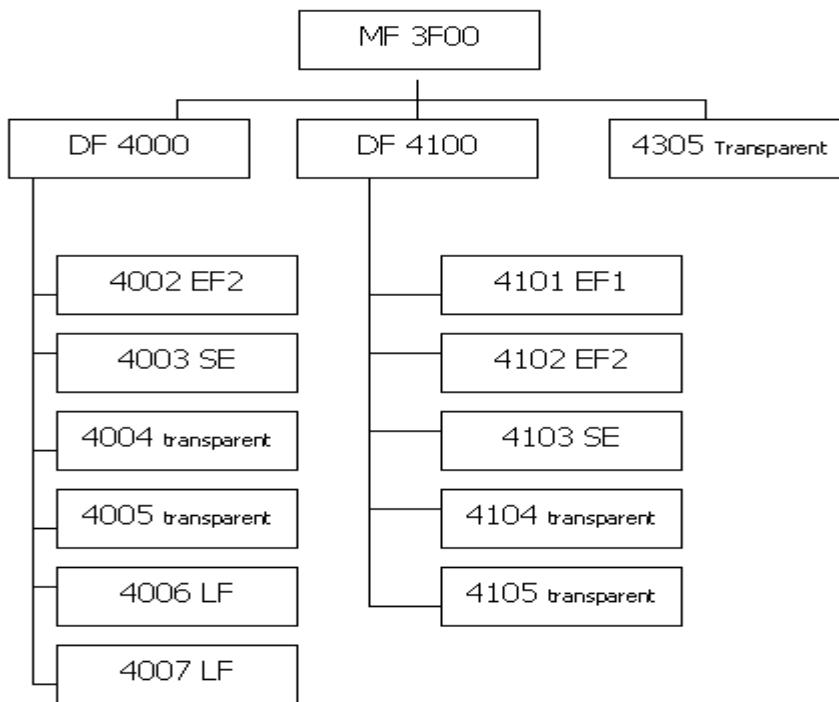 MF 3F00
DF 4000
DF 4100
4305 Transparent
4002 EF2
4003 SE
4004 transparent
4005 transparent
4006 LF
4007 LF
4101 EF1
4102 EF2
4103 SE
4104 transparent
4105 transparent